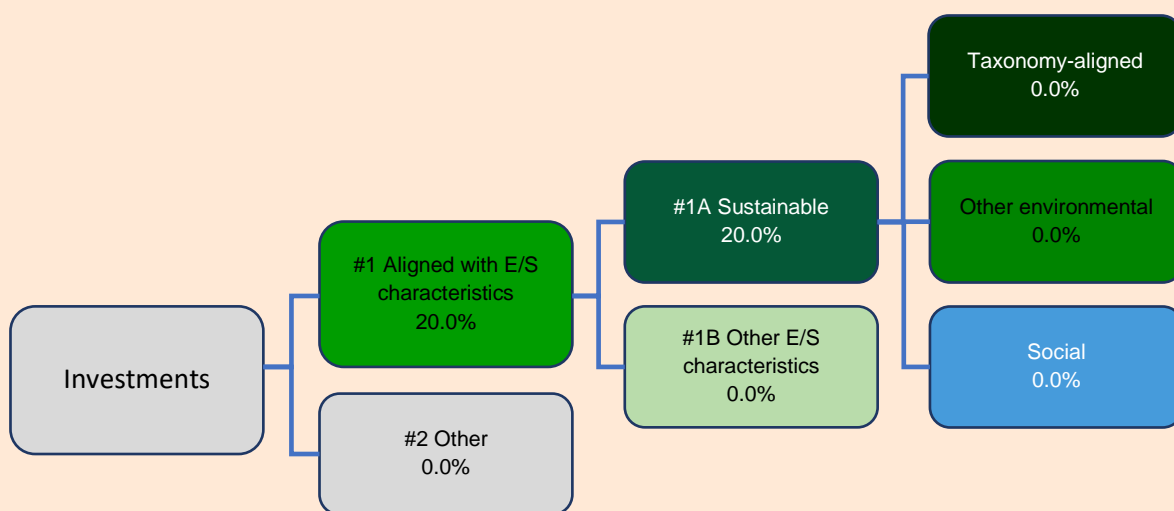 Investments
#1 Aligned with E/S
characteristics
20.0%
#2 Other
0.0%
#1A Sustainable
20.0%
#1B Other E/S
characteristics
0.0%
Taxonomy-aligned
0.0%
Other environmental
0.0%
Social
0.0%